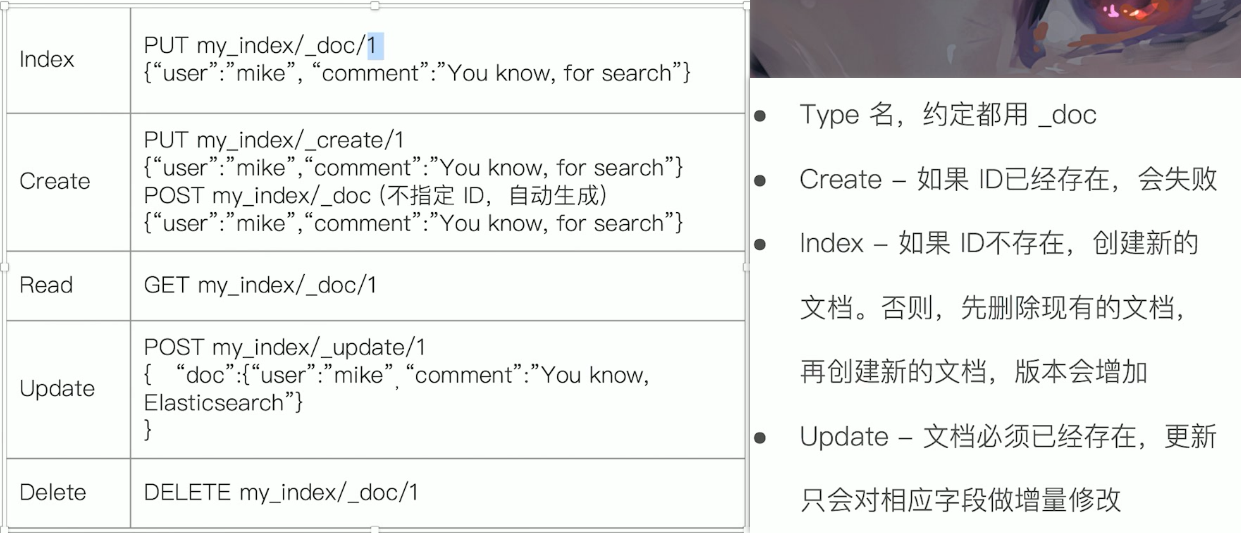 Index
PUT my_index/_doc/1
{“user”:”mike”, “comment”:”You know, for search”}
Create
PUT my_index/_create/1
{“user”:”mike”,“comment”:”You know, for search”}
POST my_index/_doc (不指定 ID，自动生成)
{“user”:”mike”,“comment”:”You know, for search”}
Read
GET my_index/_doc/1
Update
POST my_index/_update/1
{ “doc”:{“user”:”mike”, “comment”:”You know,
Elasticsearch”}
}
Delete
DELETE my_index/_doc/1
● Type 名，约定都用 _doc
● Create – 如果 ID已经存在，会失败
● Index – 如果 ID不存在，创建新的
文档。否则，先删除现有的文档，
再创建新的文档，版本会增加
● Update – 文档必须已经存在，更新
只会对相应字段做增量修改